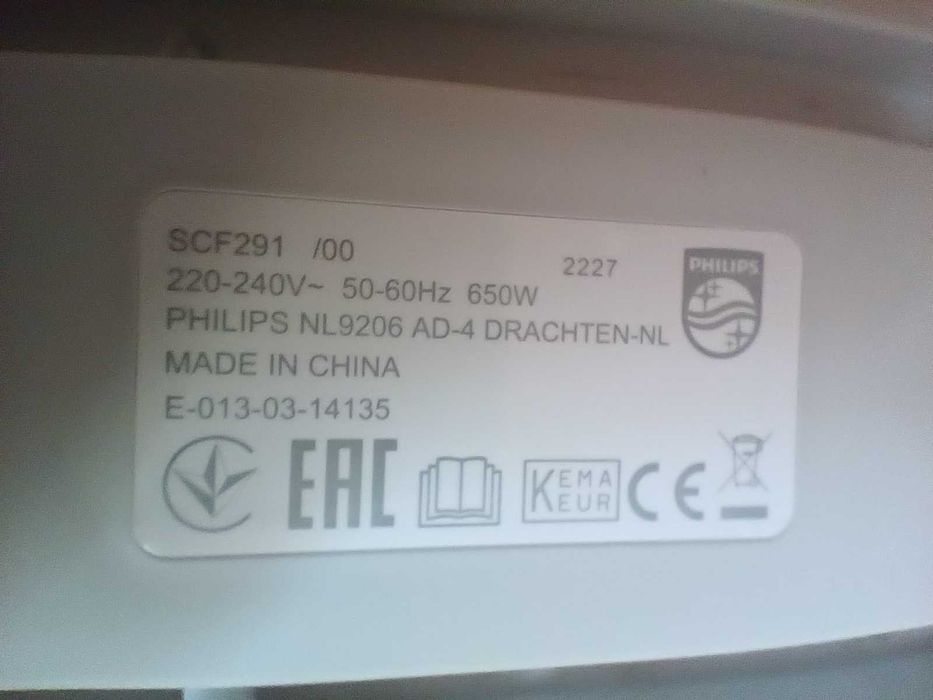 SCF291 /00
2227
PHILIPS
220-240V~ 50-60Hz 650W
PHILIPS NL9206 AD-4 DRACHTEN-NL
MADE IN CHINA
E-013-03-14135
EAC
KEMA
KEUR
CE